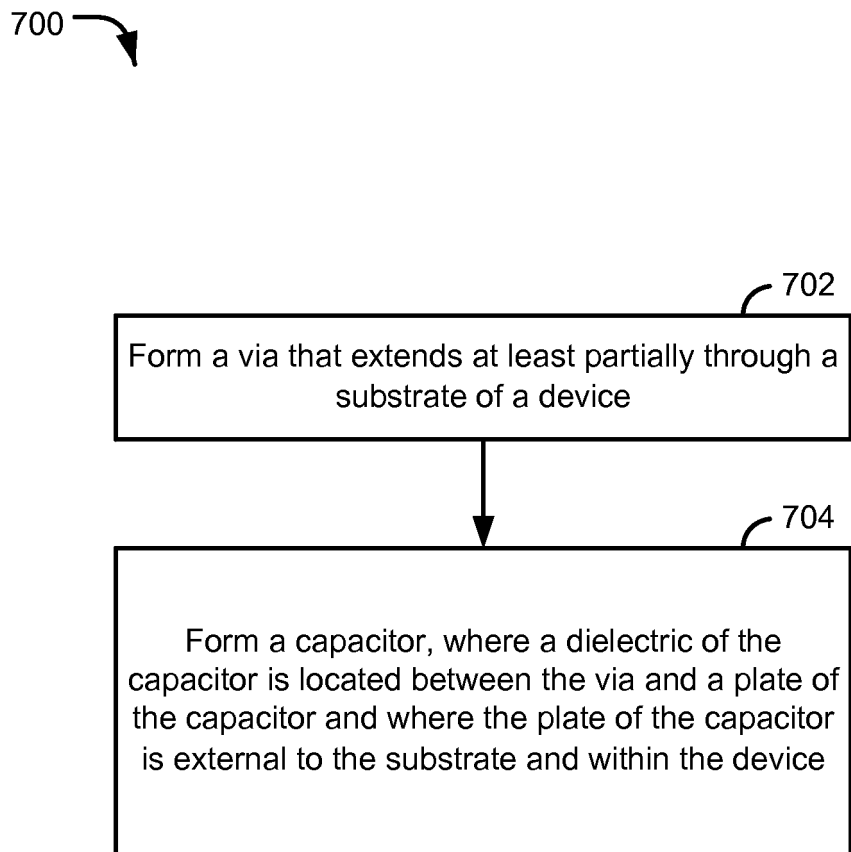 700
702
Form a via that extends at least partially through a
substrate of a device
704
Form a capacitor, where a dielectric of the
capacitor is located between the via and a plate of
the capacitor and where the plate of the capacitor
is external to the substrate and within the device